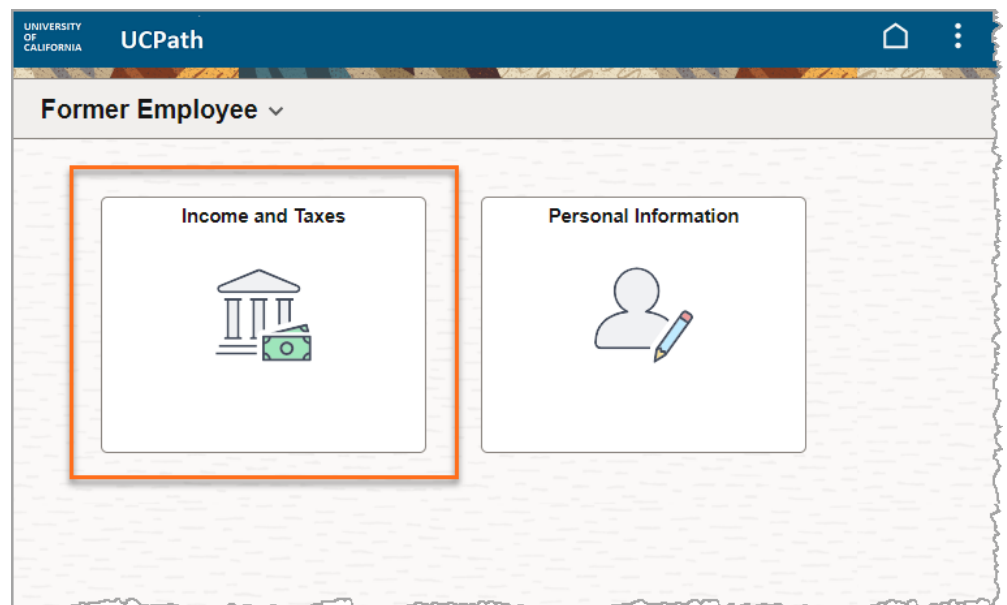 UNIVERSITY
OF
CALIFORNIA
UCPath
Former Employee
Income and Taxes
Personal Information